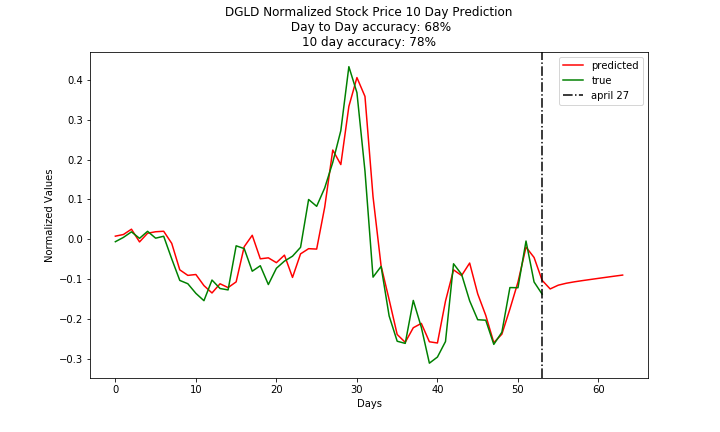 DGLD Normalized Stock Price 10 Day Prediction
Day to Day accuracy: 68%
10 day accuracy: 78%
predicted
true
april 27
Normalized Values
0.4
0.3
0.2
0.1
0.0
−0.1
−0.2
−0.3
0 10 20 30 40 50 60
Days